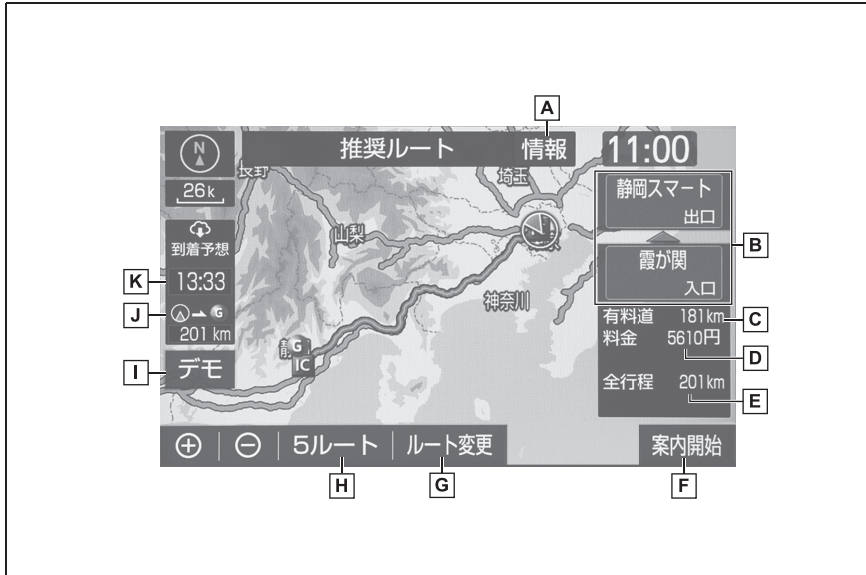 A
N
推奨ルート 情報
11:00
長野
埼玉
26k
静岡スマート
出口
到着予想
山梨
B
霞が関
入口
K
13:33
神奈川
J
G
201 km
有料道 181km
C
料金 5610円
D
静
G
IC
I
デモ
全行程 201km
E
5ルート
ルート変更
案内開始
H
G
F